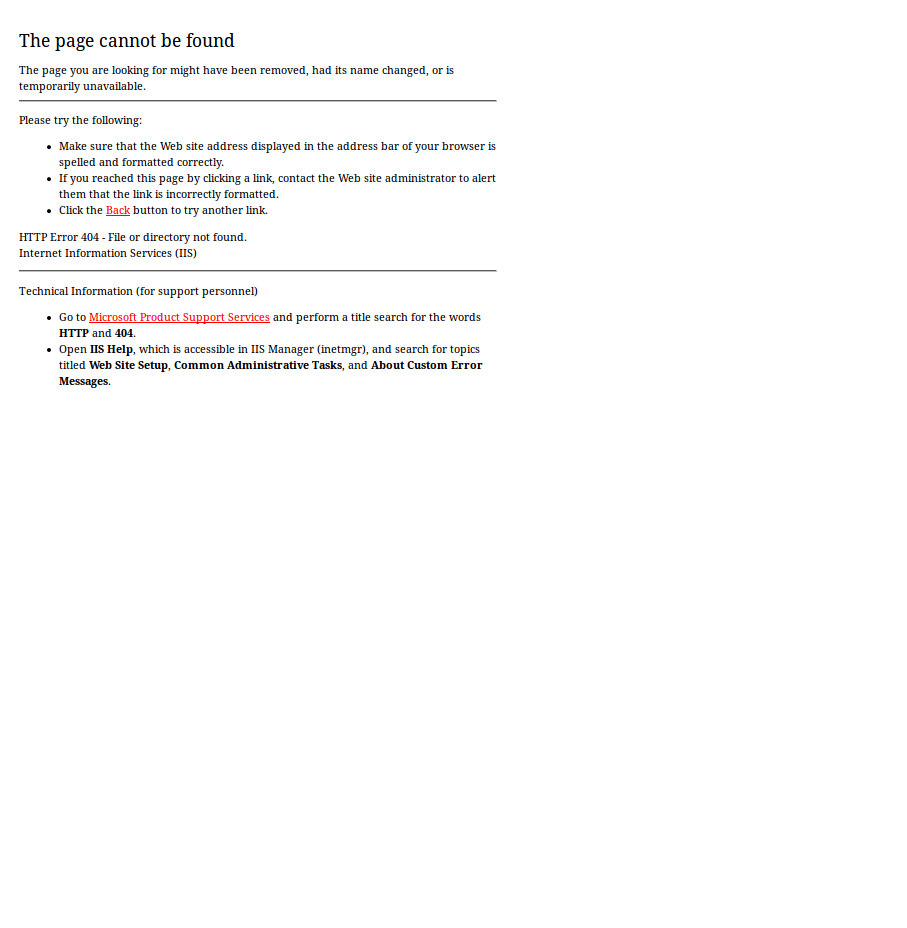 The page cannot be found
The page you are looking for might have been removed, had its name changed, or is
temporarily unavailable.
Please try the following:
Make sure that the Web site address displayed in the address bar of your browser is
spelled and formatted correctly.
If you reached this page by clicking a link, contact the Web site administrator to alert
them that the link is incorrectly formatted.
Click the Back button to try another link.
HTTP Error 404 - File or directory not found.
Internet Information Services (IIS)
Technical Information (for support personnel)
Go to Microsoft Product Support Services and perform a title search for the words
HTTP and 404.
Open IIS Help, which is accessible in IIS Manager (inetmgr), and search for topics
titled Web Site Setup, Common Administrative Tasks, and About Custom Error
Messages.